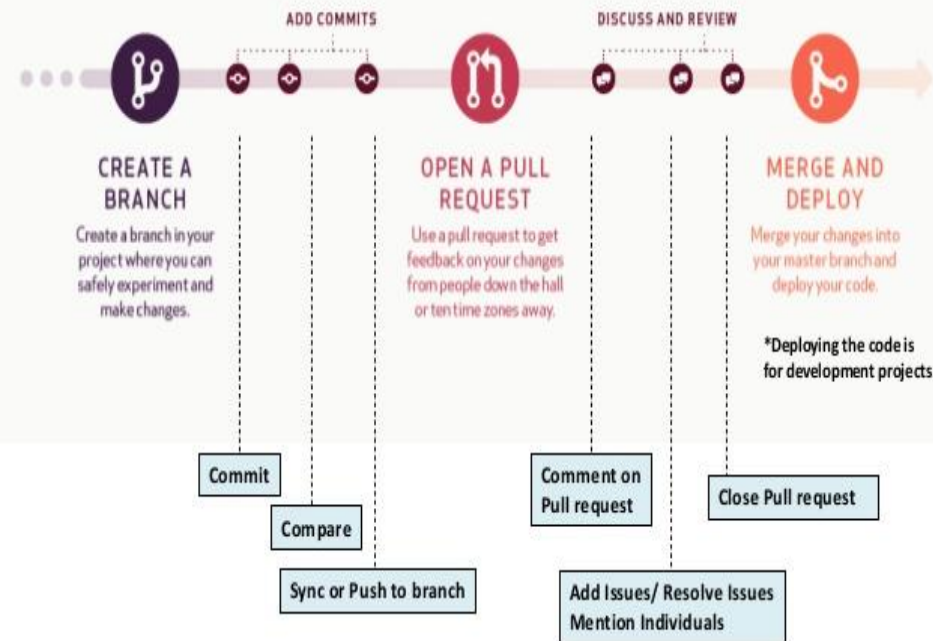 ADD COMMITS
DISCUSS AND REVIEW
CREATE A
BRANCH
Create a branch in your
project where you can
safely experiment and
make changes.
OPEN A PULL
REQUEST
Use a pull request to get
feedback on your changes
from people down the hall
or ten time zones away.
MERGE AND
DEPLOY
Merge your changes into
your master branch and
deploy your code.
*Deploying the code is
for development projects
Commit
Compare
Sync or Push to branch
Comment on
Pull request
Close Pull request
Add Issues/ Resolve Issues
Mention Individuals